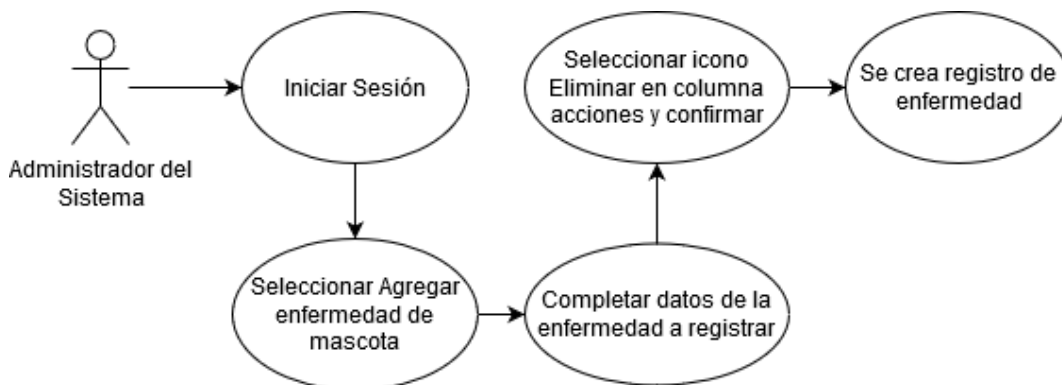 Administrador del
Sistema
Iniciar Sesión
Seleccionar Agregar
enfermedad de
mascota
Completar datos de la
enfermedad a registrar
Seleccionar icono
Eliminar en columna
acciones y confirmar
Se crea registro de
enfermedad